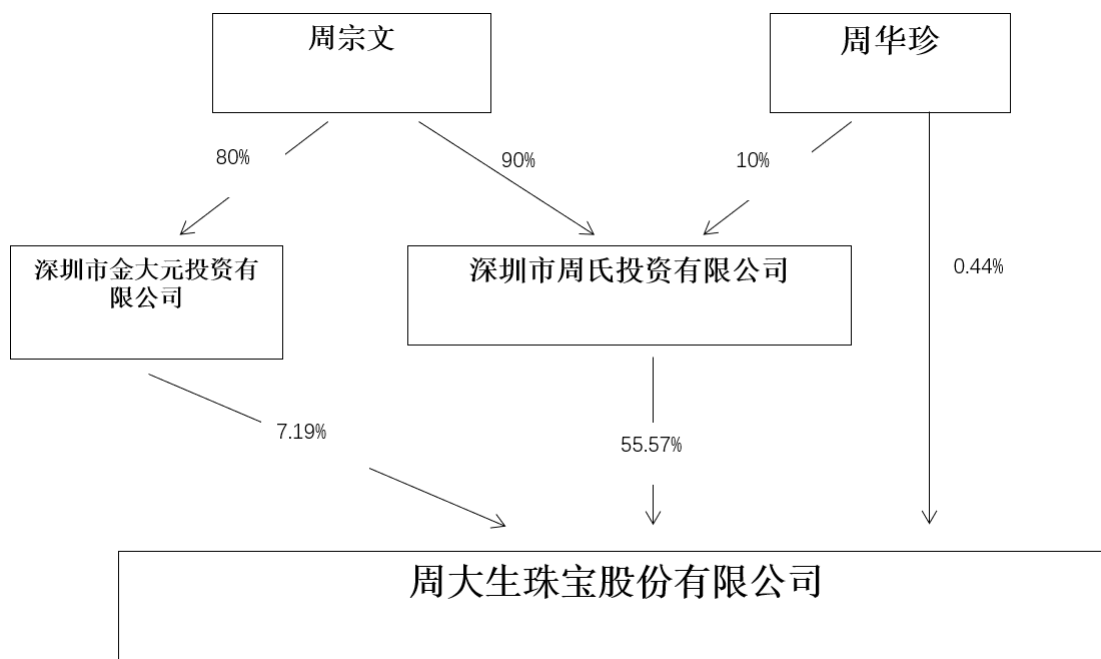 周宗文
周华珍
80%
90%
10%
深圳市金大元投资有
限公司
深圳市周氏投资有限公司
0.44%
7.19%
55.57%
周大生珠宝股份有限公司